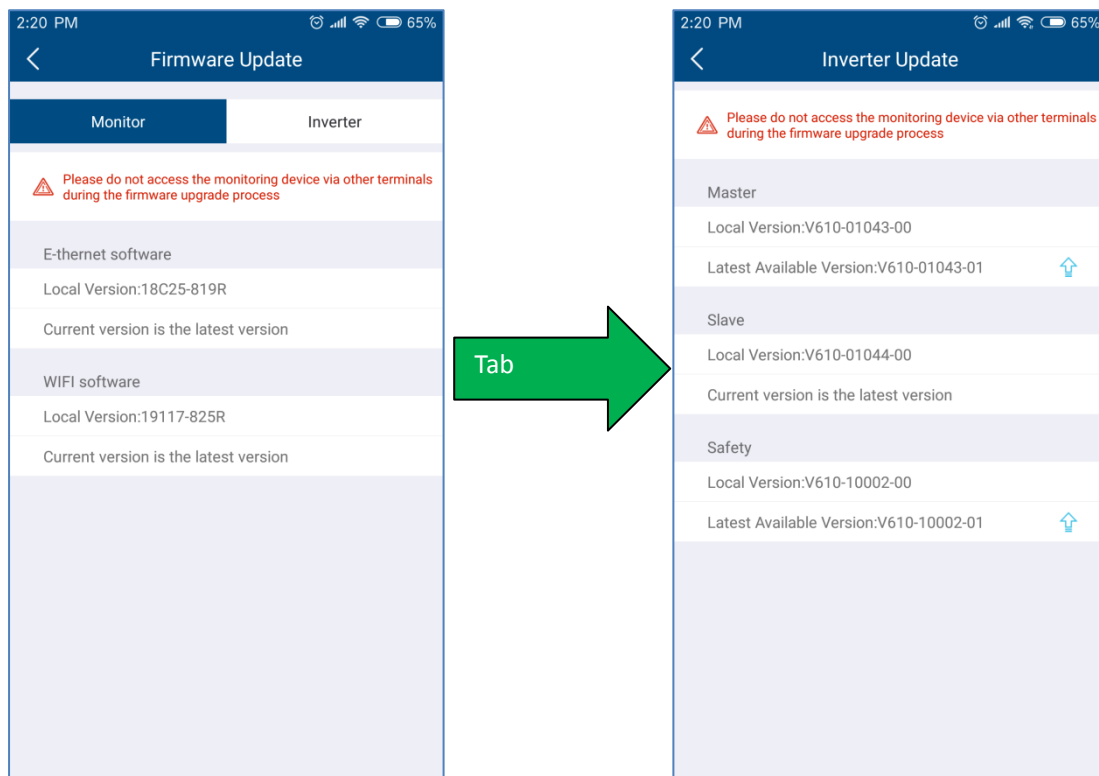 2:20 PM
65%
Firmware Update
Monitor
Inverter
Please do not access the monitoring device via other terminals
during the firmware upgrade process
E-thernet software
Local Version:18C25-819R
Current version is the latest version
WIFI software
Local Version:19117-825R
Current version is the latest version
Tab
2:20 PM
65%
Inverter Update
Please do not access the monitoring device via other terminals
during the firmware upgrade process
Master
Local Version:V610-01043-00
Latest Available Version:V610-01043-01
Slave
Local Version:V610-01044-00
Current version is the latest version
Safety
Local Version:V610-10002-00
Latest Available Version:V610-10002-01